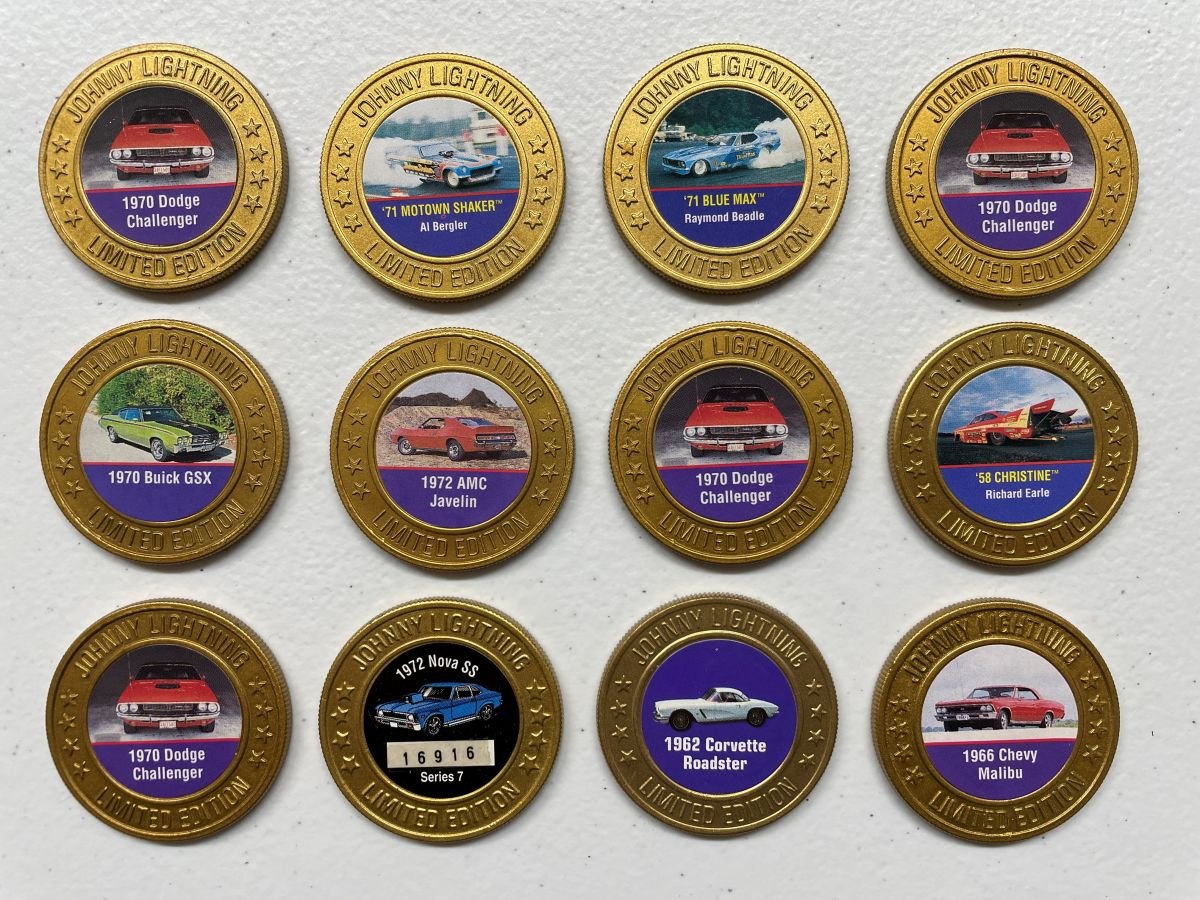 JOHNNY LIGHTNING
1970 Dodge
Challenger
LIMITED EDITION
JOHNNY LIGHTNING
'71 MOTOWN SHAKER™
Al Bergler
LIMITED EDITION
JOHNNY LIGHTNING
'71 BLUE MAX™
Raymond Beadle
LIMITED EDITION
JOHNNY LIGHTNING
1970 Dodge
Challenger
LIMITED EDITION
JOHNNY LIGHTNING
1970 Buick GSX
LIMITED EDITION
JOHNNY LIGHTNING
1972 AMC
Javelin
LIMITED EDITION
JOHNNY LIGHTNING
1970 Dodge
Challenger
LIMITED EDITION
JOHNNY LIGHTNING
'58 CHRISTINE™
Richard Earle
LIMITED EDITION
JOHNNY LIGHTNING
1970 Dodge
Challenger
LIMITED EDITION
JOHNNY LIGHTNING
1972 Nova SS
16916
Series 7
LIMITED EDITION
JOHNNY LIGHTNING
1962 Corvette
Roadster
LIMITED EDITION
JOHNNY LIGHTNING
1966 Chevy
Malibu
LIMITED EDITION